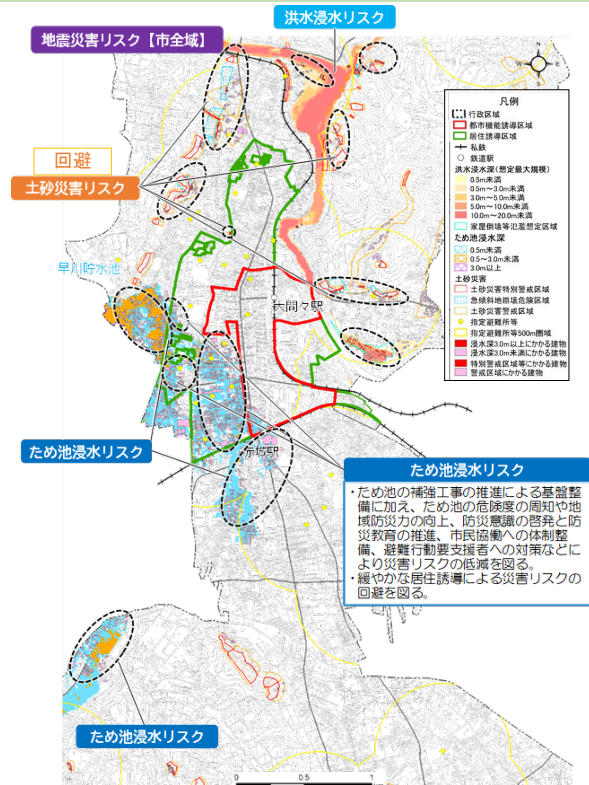 洪水浸水リスク
地震災害リスク【市全域】
N
W
E
S
凡例
行政区域
都市機能誘導区域
居住誘導区域
私鉄
鉄道駅
洪水浸水深(想定最大規模)
0.5m未満
0.5m～3.0m未満
3.0m～5.0m未満
5.0m～10.0m未満
10.0m～20.0m未満
家屋倒壊等氾濫想定区域
ため池浸水深
0.5m未満
0.5～3.0m未満
3.0m以上
土砂災害
土砂災害特別警戒区域
急傾斜地崩壊危険区域
土砂災害警戒区域
指定避難所等
指定避難所等500m圏域
浸水深3.0m以上にかかる建物
浸水深3.0m未満にかかる建物
特別警戒区域等にかかる建物
警戒区域にかかる建物
回避
土砂災害リスク
早川貯水池
大間々駅
赤城駅
ため池浸水リスク
ため池浸水リスク
・ため池の補強工事の推進による基盤整
備に加え、ため池の危険度の周知や地
域防災力の向上、防災意識の啓発と防
災教育の推進、市民協働への体制整
備、避難行動要支援者への対策などに
より災害リスクの低減を図る。
・緩やかな居住誘導による災害リスクの
回避を図る。
ため池浸水リスク
0 0.5 1